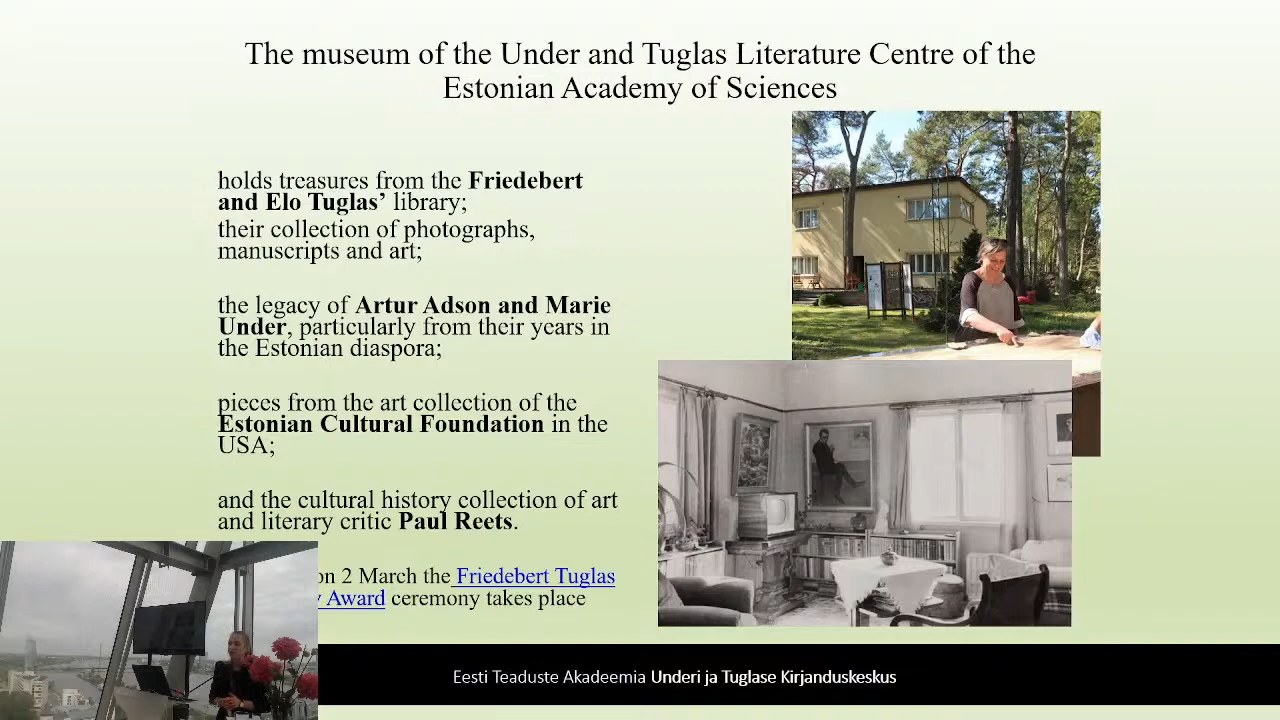 The museum of the Under and Tuglas Literature Centre of the
Estonian Academy of Sciences
holds treasures from the Friedebert
and Elo Tuglas’ library;
their collection of photographs,
manuscripts and art;
the legacy of Artur Adson and Marie
Under, particularly from their years in
the Estonian diaspora;
pieces from the art collection of the
Estonian Cultural Foundation in the
USA;
and the cultural history collection of art
and literary critic Paul Reets.
on 2 March the Friedebert Tuglas
Award ceremony takes place
Eesti Teaduste Akadeemia Underi ja Tuglase Kirjanduskeskus